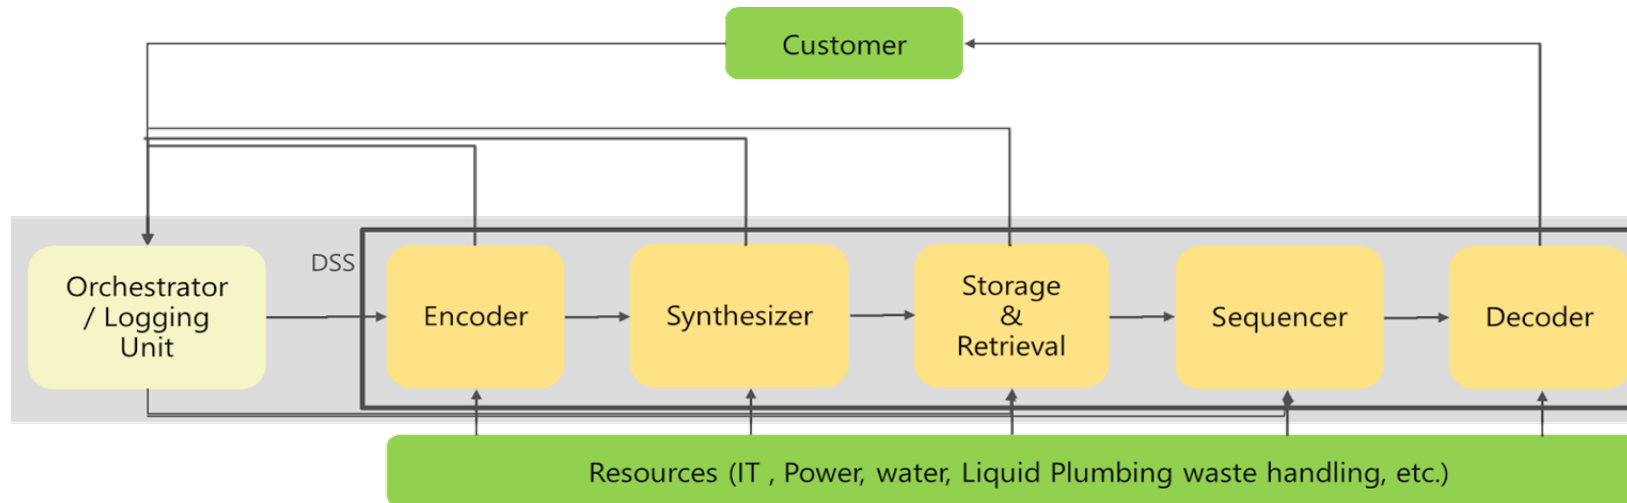 Customer
DSS
Orchestrator
/ Logging
Unit
Encoder
Synthesizer
Storage
&
Retrieval
Sequencer
Decoder
Resources (IT , Power, water, Liquid Plumbing waste handling, etc.)